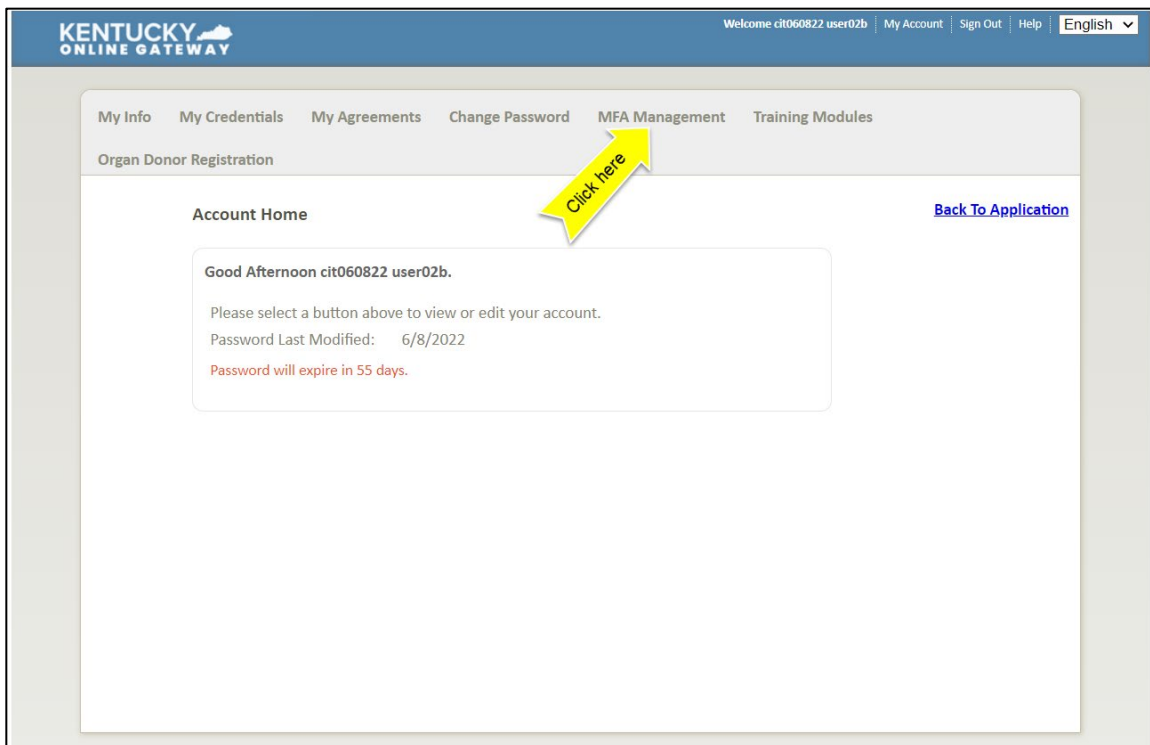 KENTUCKY
ONLINE GATEWAY
Welcome cit060822 user02b My Account Sign Out Help English
My Info My Credentials My Agreements Change Password MFA Management Training Modules
Organ Donor Registration
Click here
Account Home
Back To Application
Good Afternoon cit060822 user02b.
Please select a button above to view or edit your account.
Password Last Modified: 6/8/2022
Password will expire in 55 days.